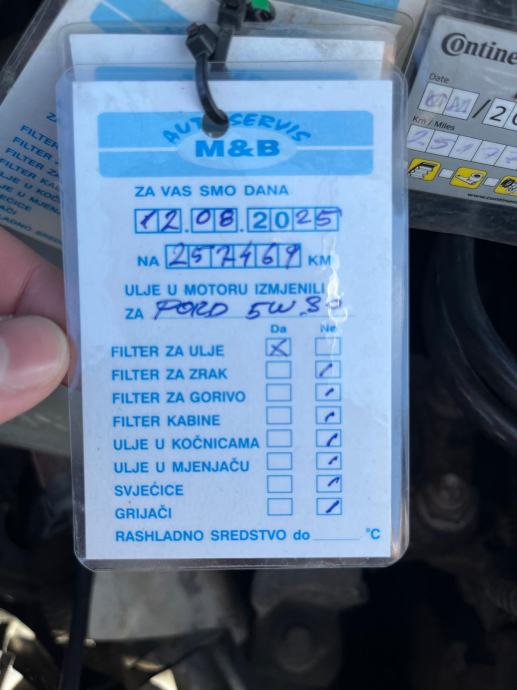 AUTO SERVIS
M&B
ZA VAS SMO DANA
12.08.2025
NA 257469 KM
ULJE U MOTORU IZMJENILI
ZA FORD 5W30
Da Ne
FILTER ZA ULJE X
FILTER ZA ZRAK
FILTER ZA GORIVO
FILTER KABINE
ULJE U KOČNICAMA
ULJE U MJENJAČU
SVJEĆICE
GRIJAČI
RASHLADNO SREDSTVO do °C
Date
Km / Miles